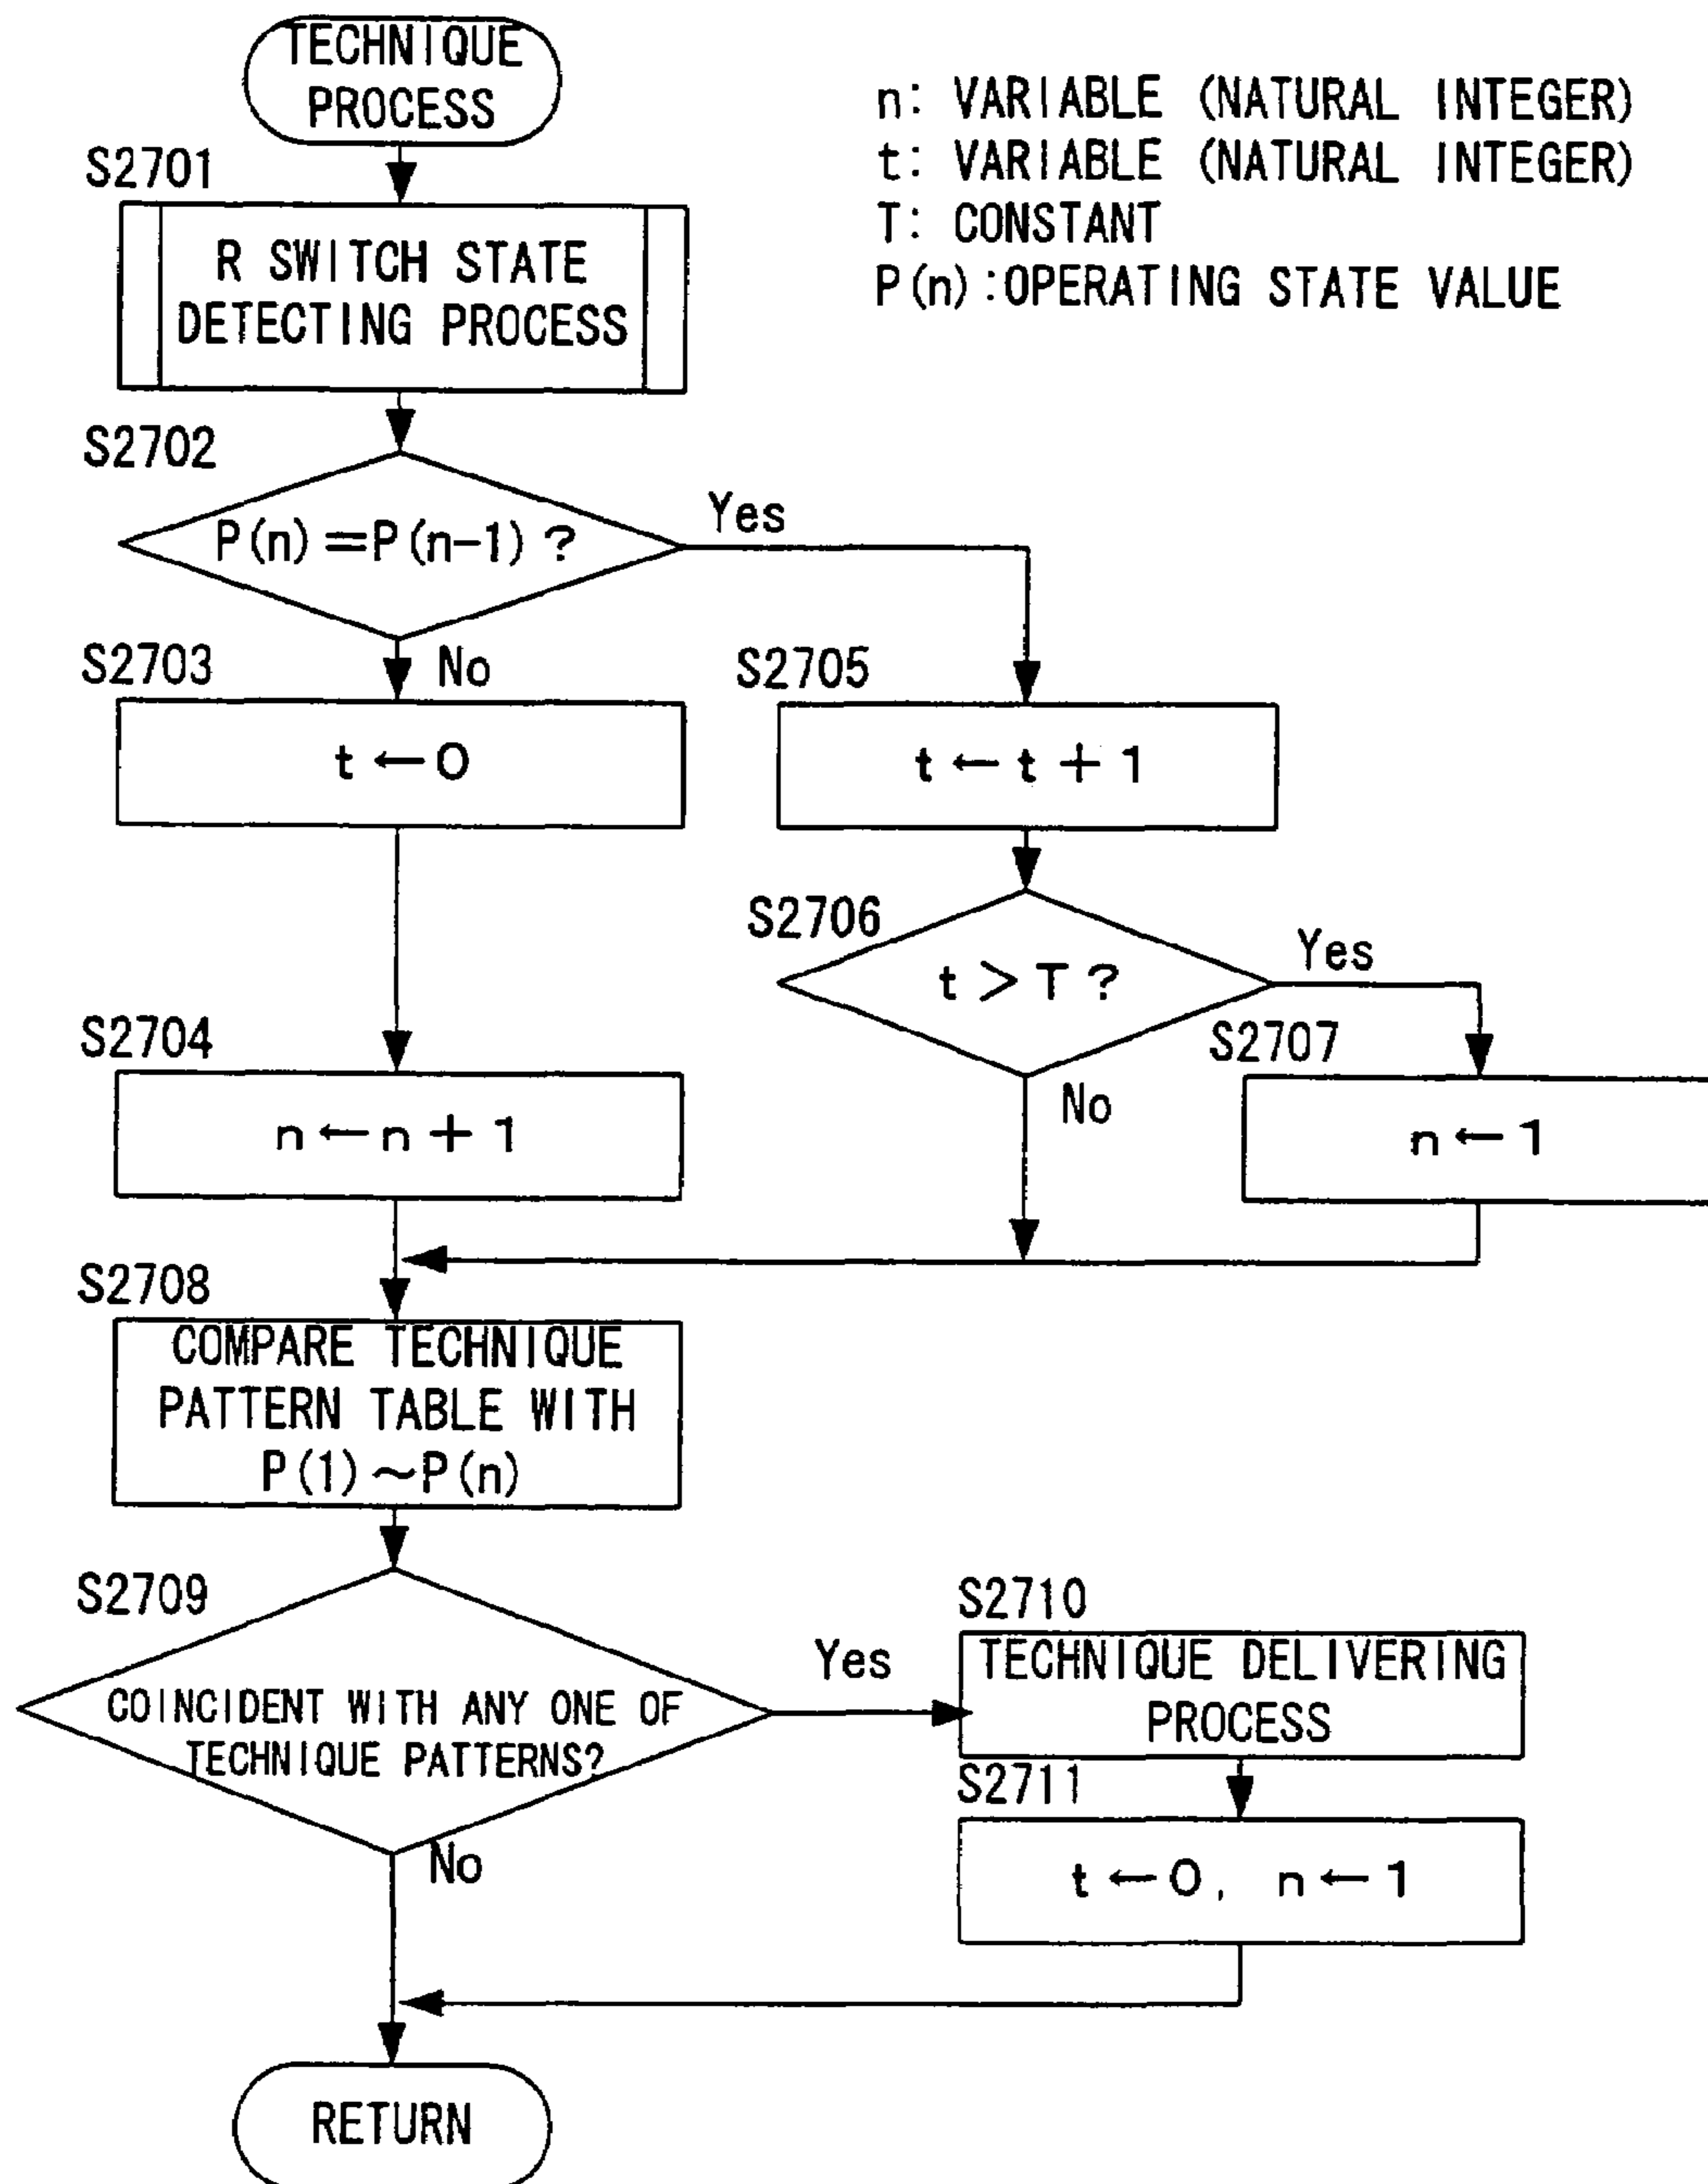 TECHNIQUE
PROCESS
n: VARIABLE (NATURAL INTEGER)
t: VARIABLE (NATURAL INTEGER)
T: CONSTANT
P(n):OPERATING STATE VALUE
S2701
R SWITCH STATE
DETECTING PROCESS
S2702
P(n)=P(n-1)?
Yes
No
S2703
t←0
S2705
t←t+1
S2706
t>T?
Yes
No
S2704
n←n+1
S2707
n←1
S2708
COMPARE TECHNIQUE
PATTERN TABLE WITH
P(1)~P(n)
S2709
COINCIDENT WITH ANY ONE OF
TECHNIQUE PATTERNS?
Yes
No
S2710
TECHNIQUE DELIVERING
PROCESS
S2711
t←0, n←1
RETURN